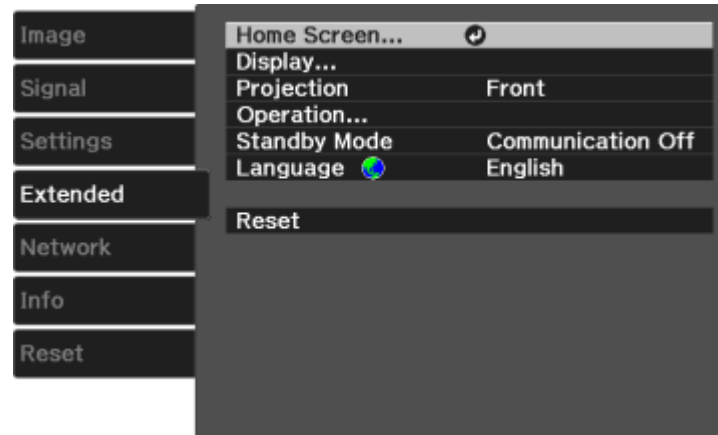 Image
Signal
Settings
Extended
Network
Info
Reset
Home Screen...
Display...
Projection Front
Operation...
Standby Mode Communication Off
Language English
Reset